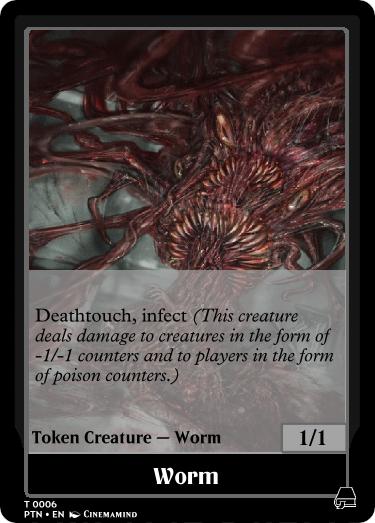 Deathtouch, infect (This creature
deals damage to creatures in the form of
-1/-1 counters and to players in the form
of poison counters.)
Token Creature — Worm 1/1
Worm
T 0006
PTN • EN Cinemamind